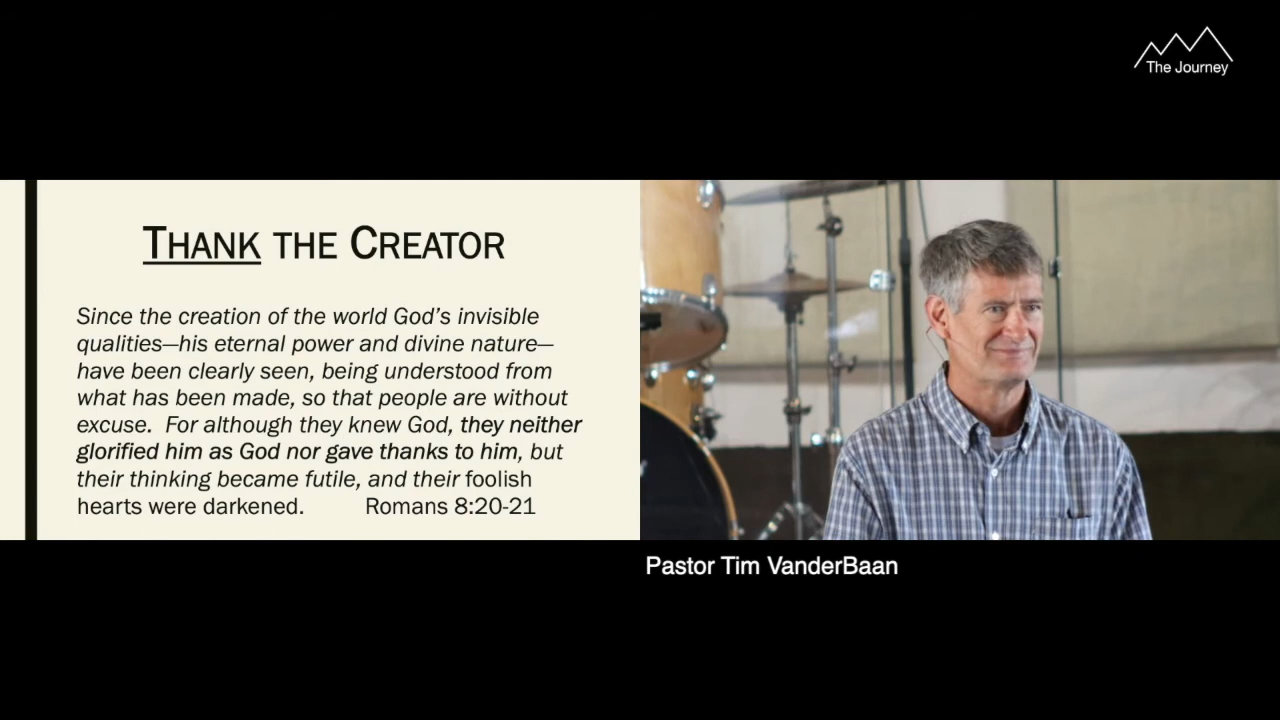 The Journey
THANK THE CREATOR
Since the creation of the world God’s invisible
qualities—his eternal power and divine nature—
have been clearly seen, being understood from
what has been made, so that people are without
excuse.  For although they knew God, they neither
glorified him as God nor gave thanks to him, but
their thinking became futile, and their foolish
hearts were darkened. Romans 8:20-21
Pastor Tim VanderBaan